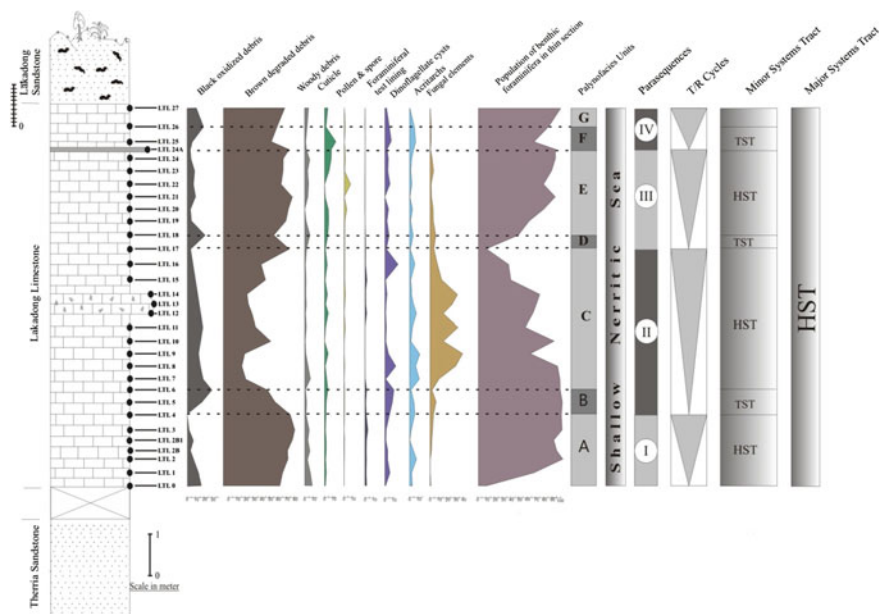 Black oxidized debris
Brown degraded debris
Woody debris
Cuticle
Pollen & spore
Foraminiferal
test lining
Dinoflagellate cysts
Acritarchs
Fungal elements
Population of benthic
foraminifera in thin section
Palynofacies Units
Parasequences
T/R Cycles
Minor Systems Tract
Major Systems Tract
Lakadong
Sandstone
0
Lakadong Limestone
Therria Sandstone
LTL 27
LTL 26
LTL 25
LTL 24A
LTL 24
LTL 23
LTL 22
LTL 21
LTL 20
LTL 19
LTL 18
LTL 17
LTL 16
LTL 15
LTL 14
LTL 13
LTL 12
LTL 11
LTL 10
LTL 9
LTL 8
LTL 7
LTL 6
LTL 5
LTL 4
LTL 3
LTL 2B1
LTL 2B
LTL 2
LTL 1
LTL 0
G
F
E
D
C
B
A
Shallow Nerritic Sea
IV
III
II
I
TST
HST
TST
HST
TST
HST
HST
1
0
Scale in meter